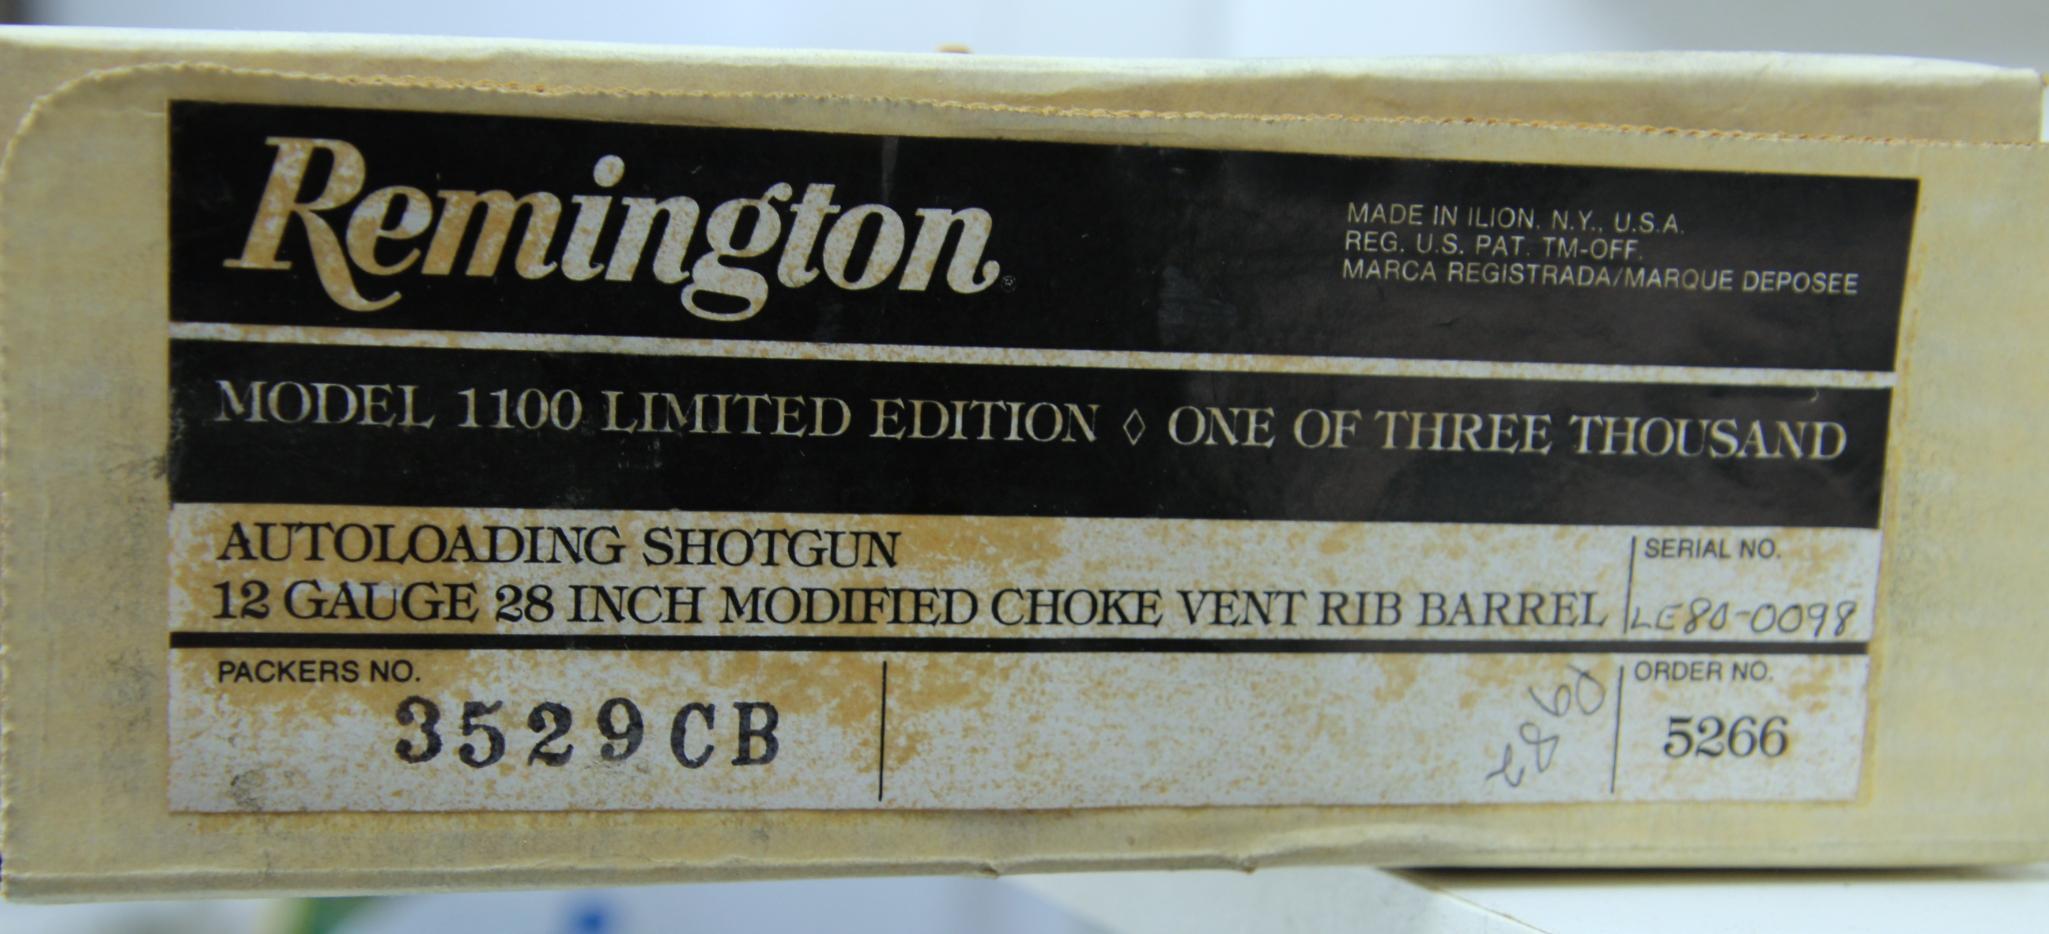 Remington®
MADE IN ILION, N.Y., U.S.A.
REG. U.S. PAT. TM-OFF.
MARCA REGISTRADA/MARQUE DEPOSEE
MODEL 1100 LIMITED EDITION ◊ ONE OF THREE THOUSAND
AUTOLOADING SHOTGUN
12 GAUGE 28 INCH MODIFIED CHOKE VENT RIB BARREL
SERIAL NO.
LE80-0098
PACKERS NO.
3529CB
ORDER NO.
5266